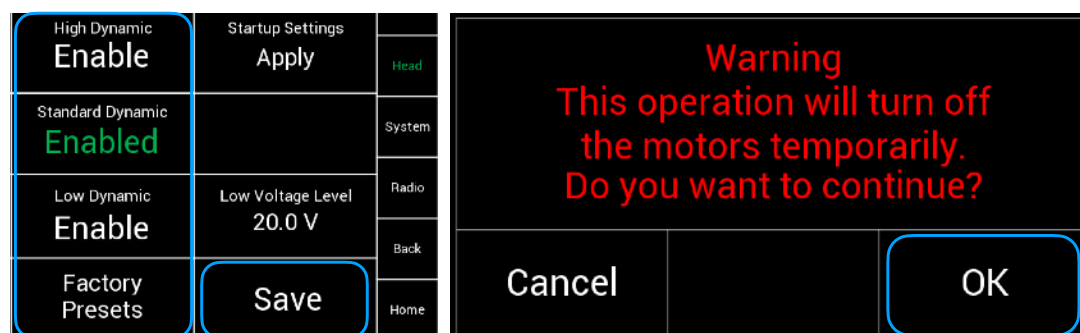 High Dynamic
Enable
Standard Dynamic
Enabled
Low Dynamic
Enable
Factory
Presets
Startup Settings
Apply
Low Voltage Level
20.0 V
Save
Head
System
Radio
Back
Home
Warning
This operation will turn off
the motors temporarily.
Do you want to continue?
Cancel
OK